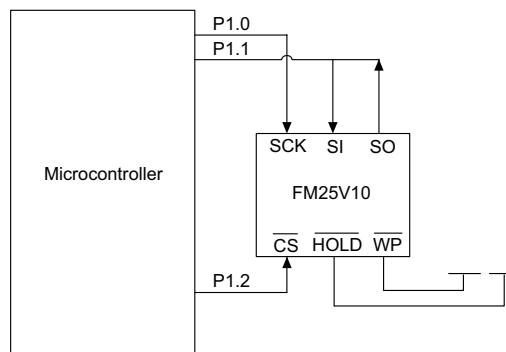 P1.0
P1.1
SCK SI SO
Microcontroller
FM25V10
CS HOLD WP
P1.2